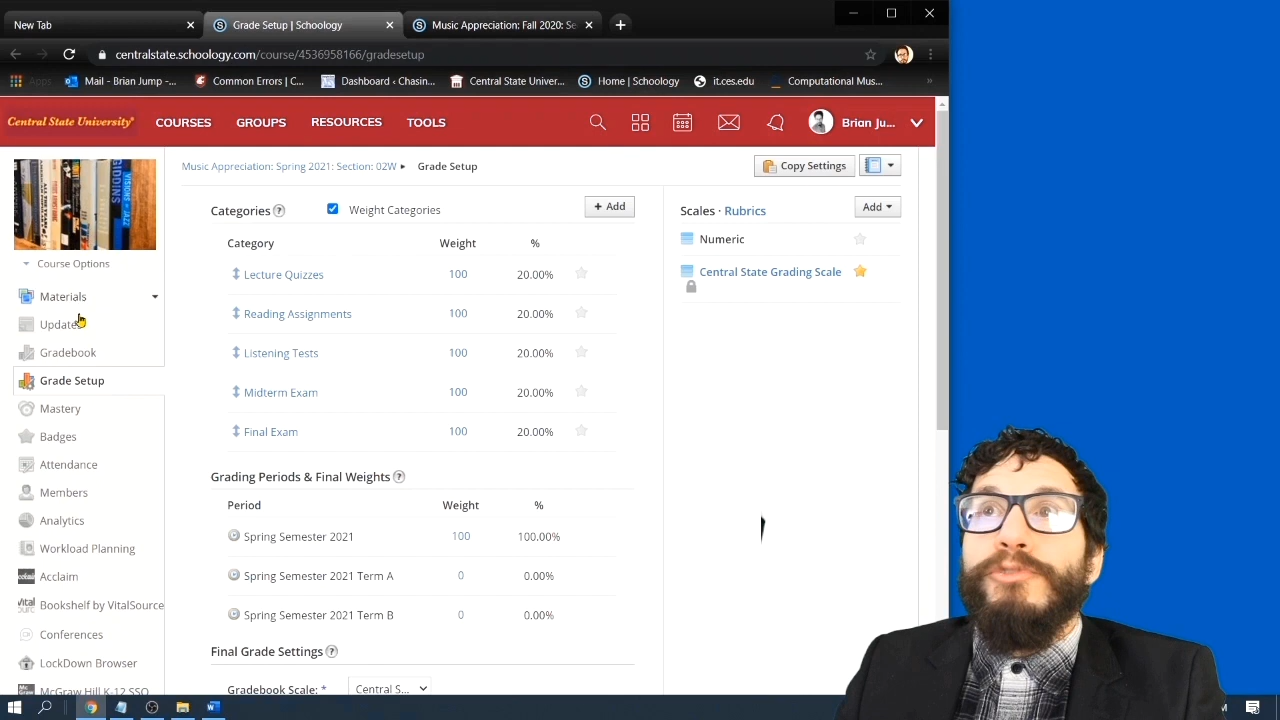 New Tab
Grade Setup | Schoology
Music Appreciation: Fall 2020: Se
centralstate.schoology.com/course/4536958166/gradesetup
Apps
Mail - Brian Jump -...
Common Errors | C...
Dashboard ‹ Chasin...
Central State Univer...
Home | Schoology
it.ces.edu
Computational Mus...
»
Central State University
COURSES
GROUPS
RESOURCES
TOOLS
Brian Ju...
Music Appreciation: Spring 2021: Section: 02W ▸ Grade Setup
Copy Settings
Course Options
Materials
Updates
Gradebook
Grade Setup
Mastery
Badges
Attendance
Members
Analytics
Workload Planning
Acclaim
Bookshelf by VitalSource
Conferences
LockDown Browser
McGraw Hill K-12 SSO
Categories ?
Weight Categories
+ Add
Category Weight %
Lecture Quizzes 100 20.00%
Reading Assignments 100 20.00%
Listening Tests 100 20.00%
Midterm Exam 100 20.00%
Final Exam 100 20.00%
Grading Periods & Final Weights ?
Period Weight %
Spring Semester 2021 100 100.00%
Spring Semester 2021 Term A 0 0.00%
Spring Semester 2021 Term B 0 0.00%
Final Grade Settings ?
Gradebook Scale: * Central S...
Scales · Rubrics
Add
Numeric
Central State Grading Scale